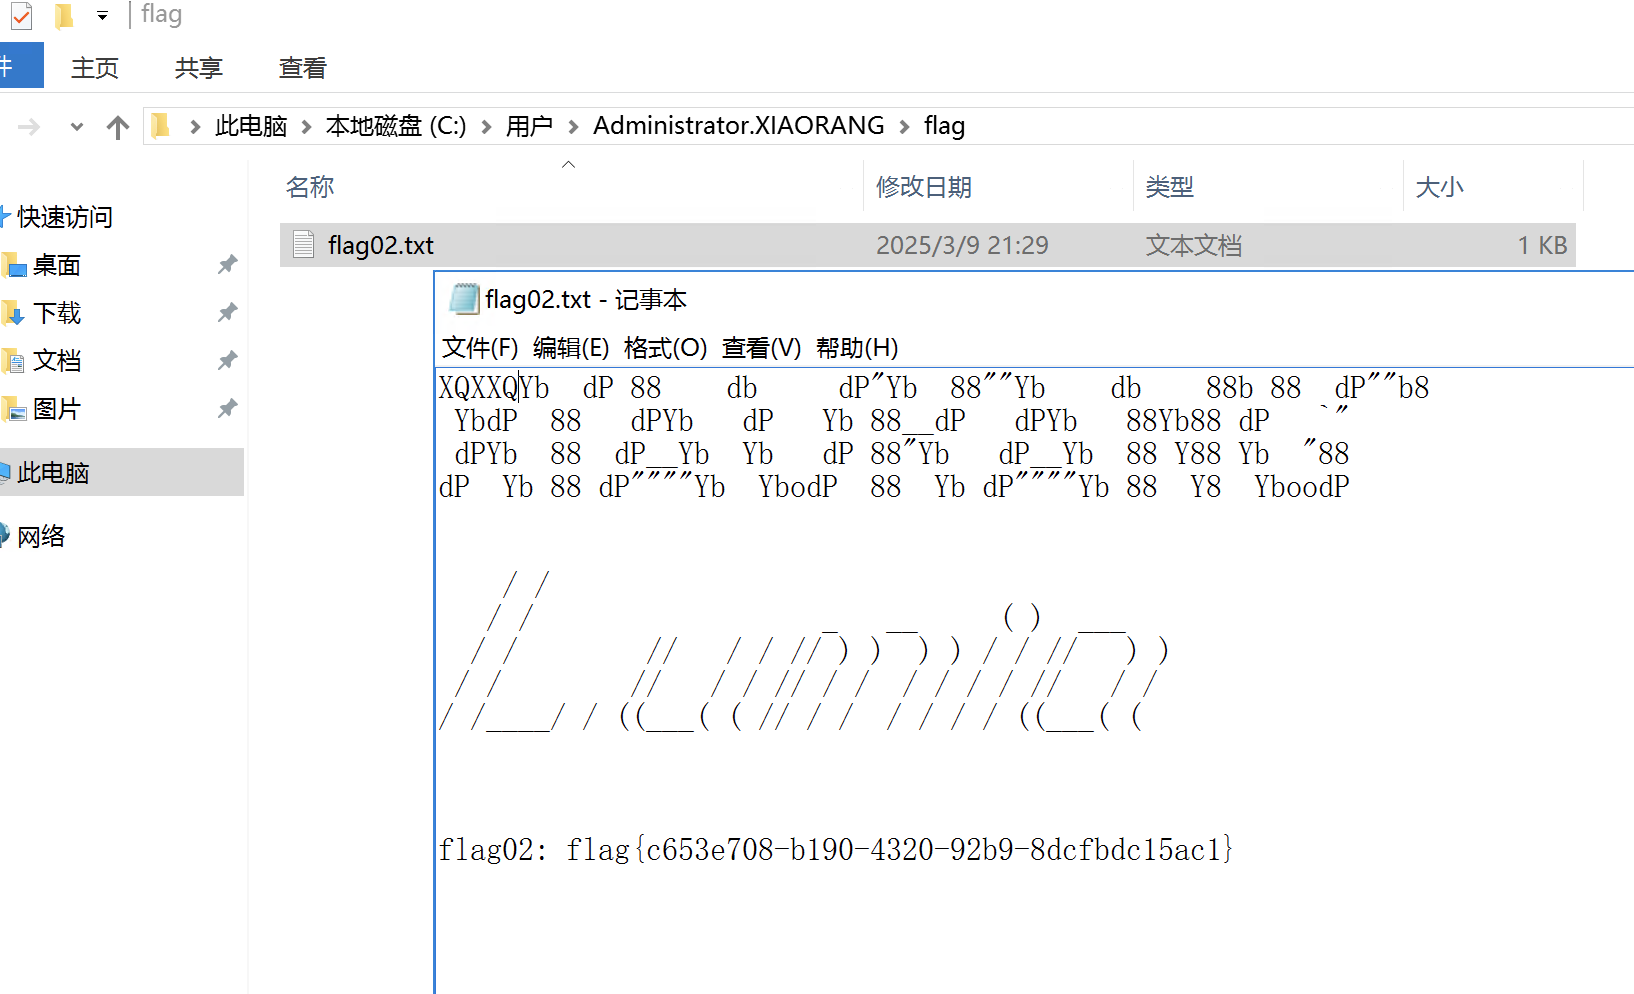 flag
件 主页 共享 查看
此电脑 本地磁盘 (C:) 用户 Administrator.XIAORANG flag
名称 修改日期 类型 大小
快速访问
桌面
下载
文档
图片
此电脑
网络
flag02.txt 2025/3/9 21:29 文本文档 1 KB
flag02.txt - 记事本
文件(F) 编辑(E) 格式(O) 查看(V) 帮助(H)
XQXXQYb  dP 88    db     dP"Yb  88""Yb    db    88b 88  dP""b8
 YbdP  88   dPYb   dP   Yb 88__dP   dPYb   88Yb88 dP   `"
 dPYb  88  dP__Yb  Yb   dP 88"Yb   dP__Yb  88 Y88 Yb  "88
dP  Yb 88 dP""""Yb  YbodP  88  Yb dP""""Yb 88  Y8  YboodP
    / /
   / /                  _   __     ( )  ___
  / /        //   / / // ) )  ) ) / / //   ) )
 / /        //   / / // / /  / / / / //   / /
/ /____/ / ((___( ( // / /  / / / / ((___( (
flag02: flag{c653e708-b190-4320-92b9-8dcfbdc15ac1}